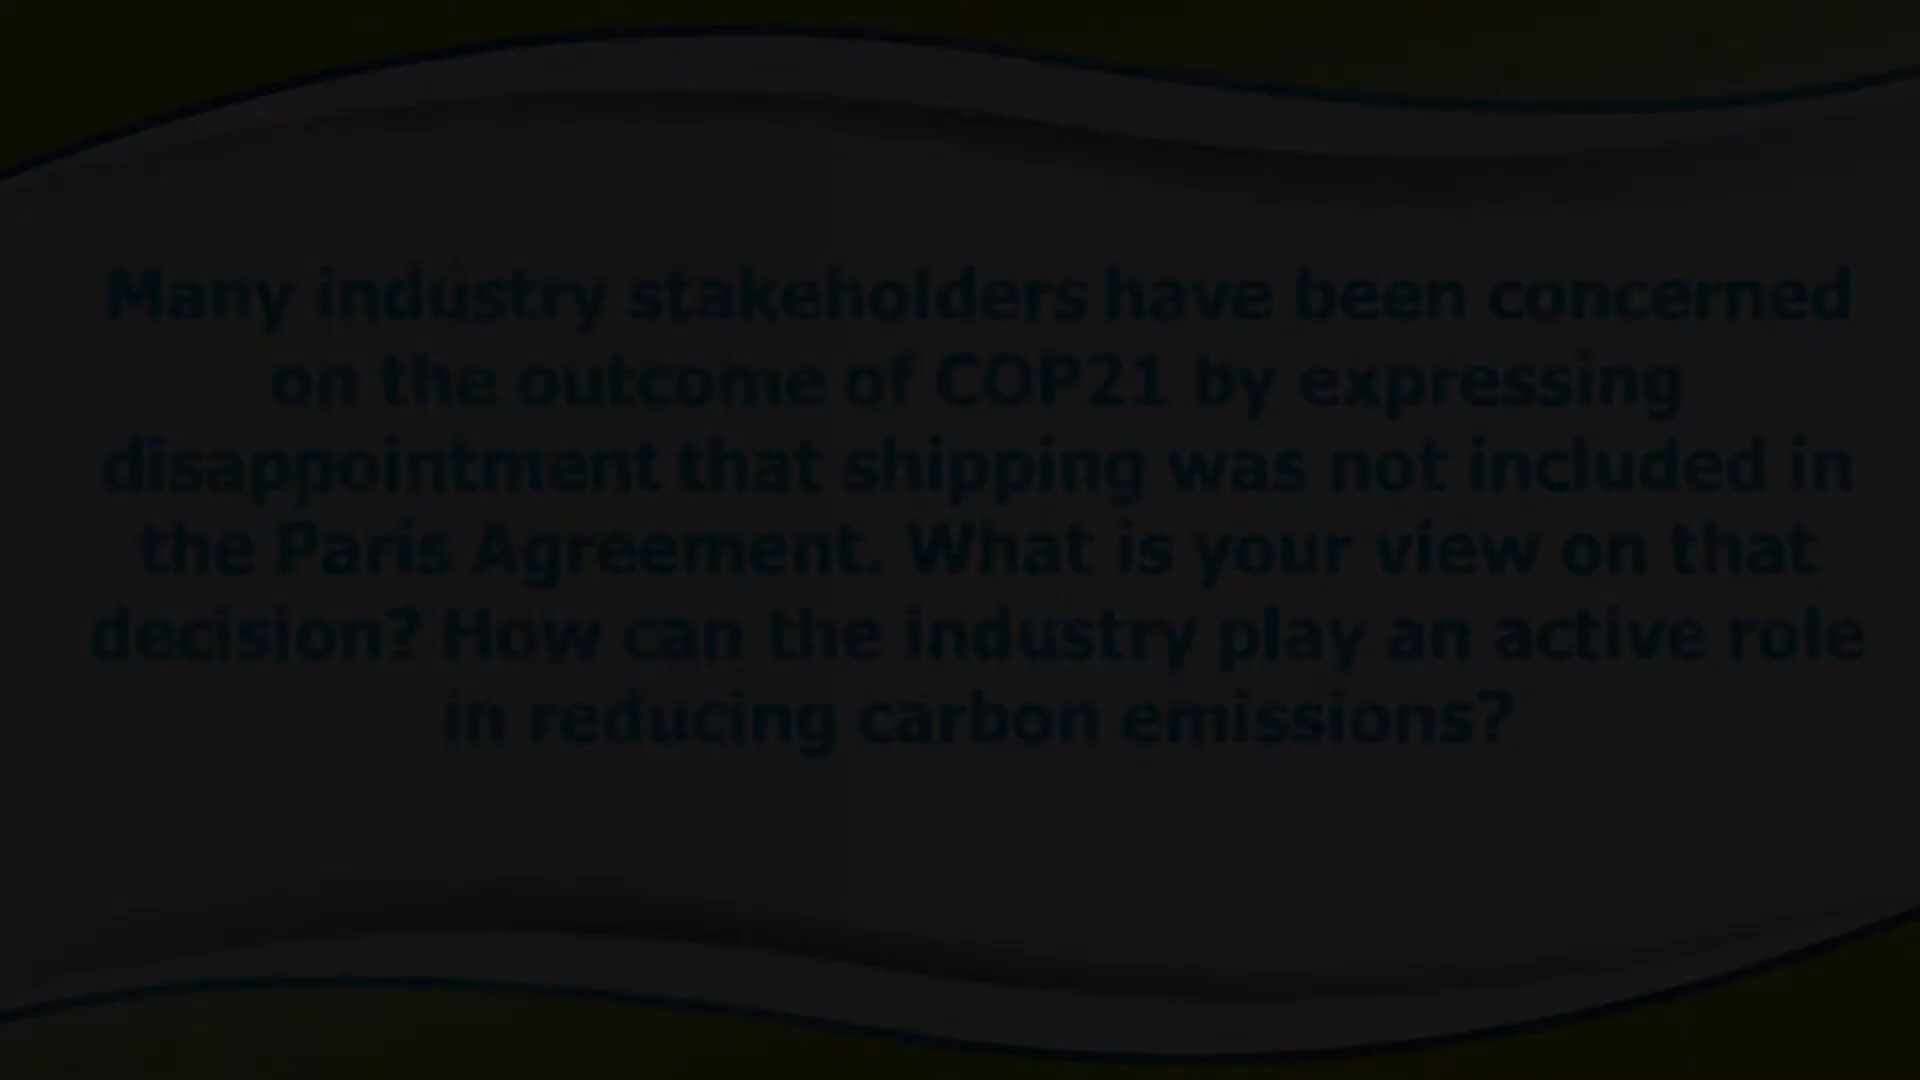 Many industry stakeholders have been concerned
on the outcome of COP21 by expressing
disappointment that shipping was not included in
the Paris Agreement. What is your view on that
decision? How can the industry play an active role
in reducing carbon emissions?